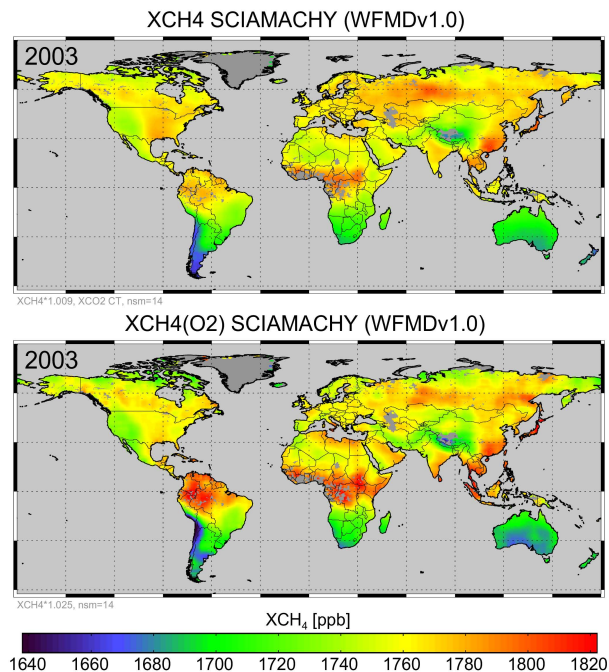 XCH4 SCIAMACHY (WFMDv1.0)
2003
XCH4*1.009, XCO2 CT, nsm=14
XCH4(O2) SCIAMACHY (WFMDv1.0)
2003
XCH4*1.025, nsm=14
XCH₄ [ppb]
1640 1660 1680 1700 1720 1740 1760 1780 1800 1820